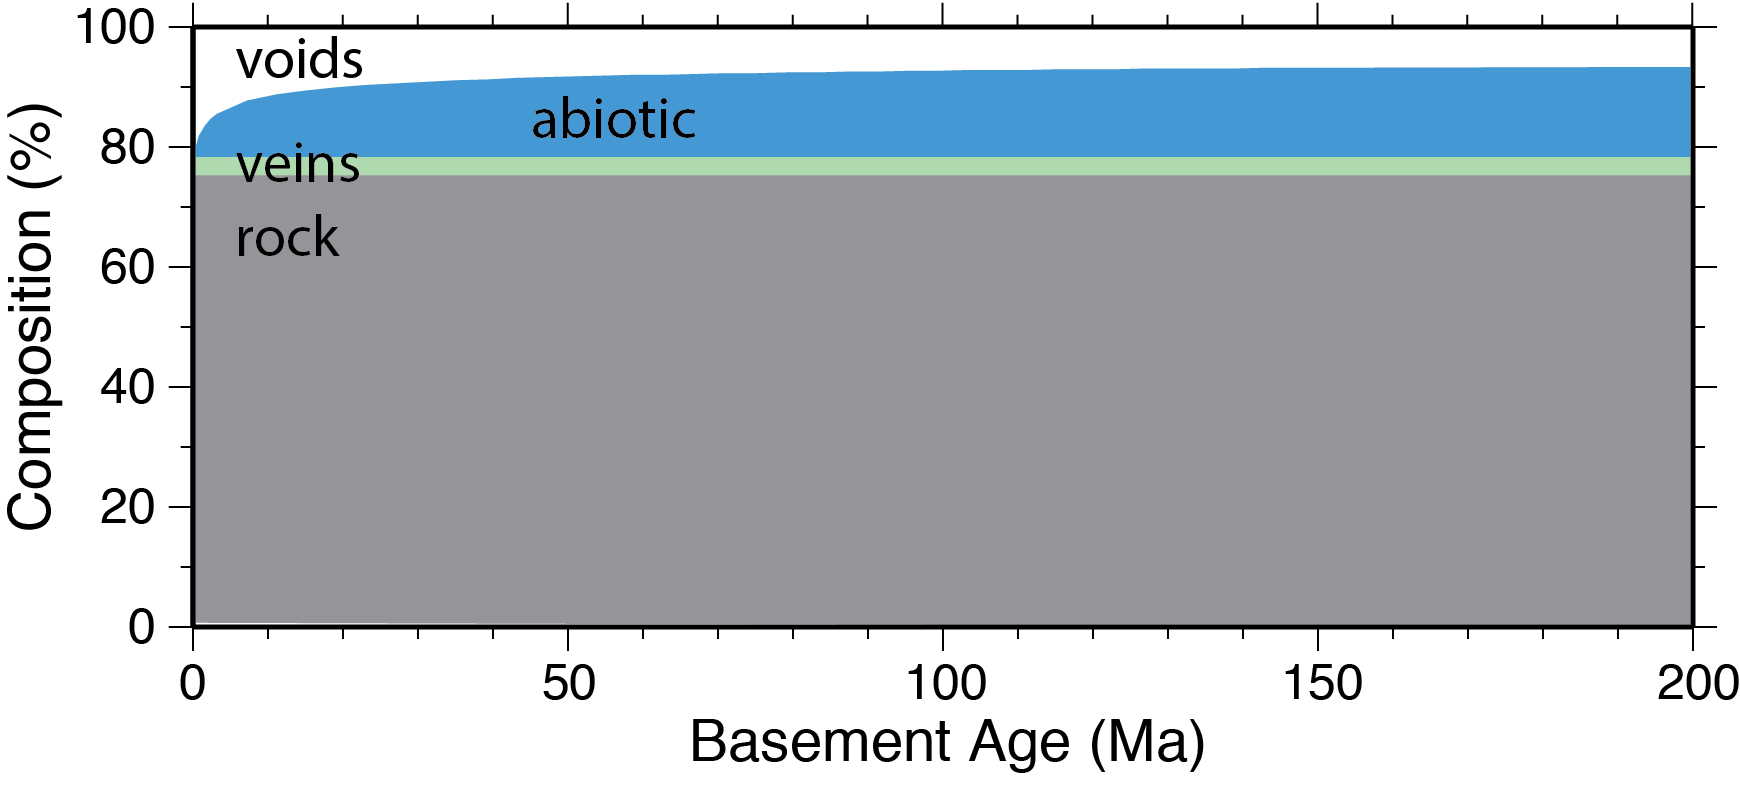 100
80
60
40
20
0
Composition (%)
voids
abiotic
veins
rock
0 50 100 150 200
Basement Age (Ma)